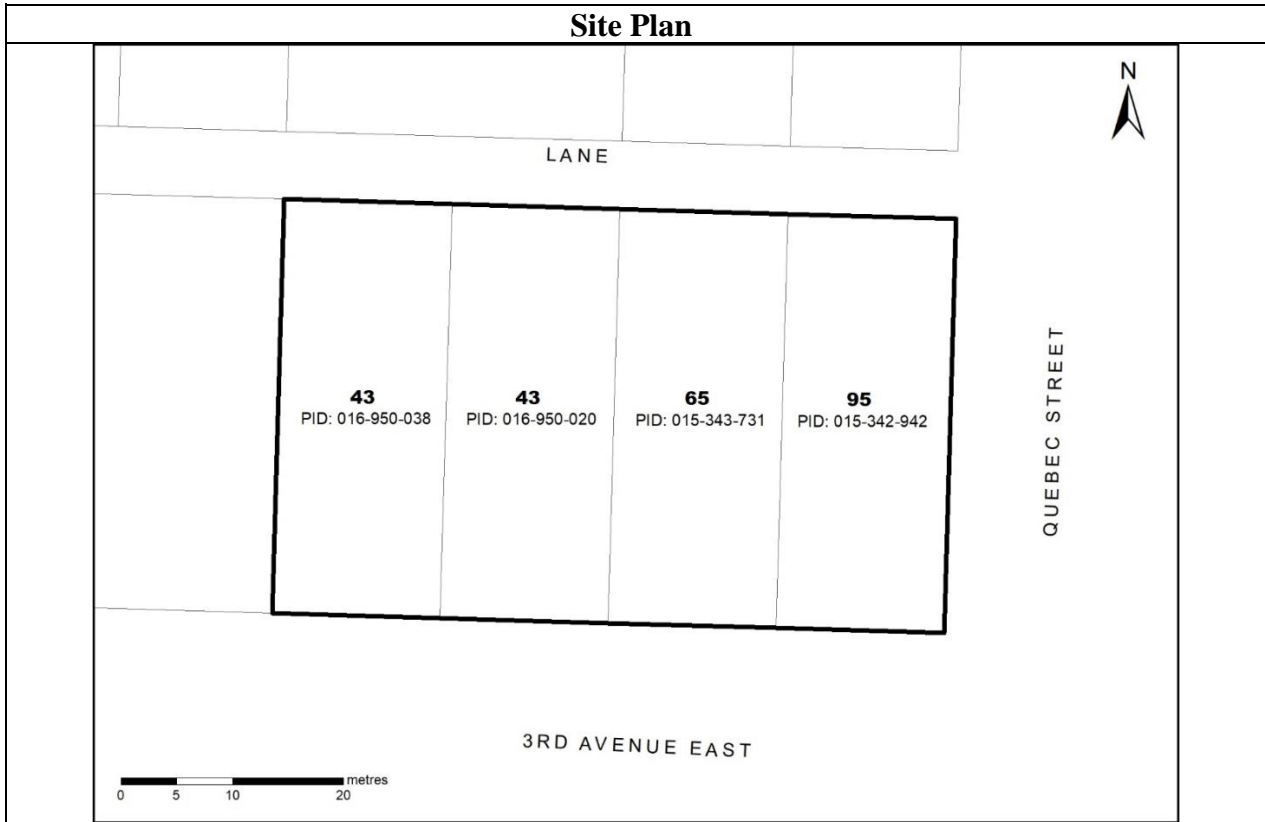 Site Plan
N
LANE
43
PID: 016-950-038
43
PID: 016-950-020
65
PID: 015-343-731
95
PID: 015-342-942
QUEBEC STREET
3RD AVENUE EAST
metres
0 5 10 20